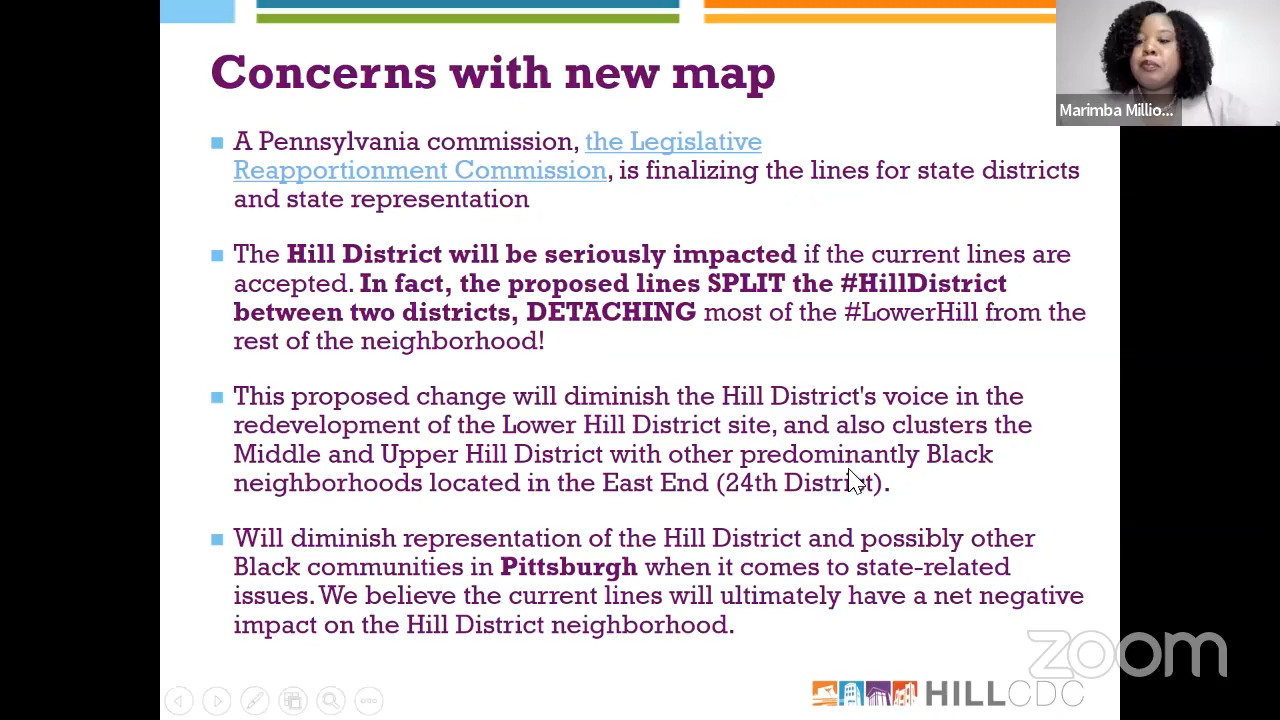 Concerns with new map
Marimba Millio...
A Pennsylvania commission, the Legislative
Reapportionment Commission, is finalizing the lines for state districts
and state representation
The Hill District will be seriously impacted if the current lines are
accepted. In fact, the proposed lines SPLIT the #HillDistrict
between two districts, DETACHING most of the #LowerHill from the
rest of the neighborhood!
This proposed change will diminish the Hill District's voice in the
redevelopment of the Lower Hill District site, and also clusters the
Middle and Upper Hill District with other predominantly Black
neighborhoods located in the East End (24th District).
Will diminish representation of the Hill District and possibly other
Black communities in Pittsburgh when it comes to state-related
issues. We believe the current lines will ultimately have a net negative
impact on the Hill District neighborhood.
zoom
HILLCDC